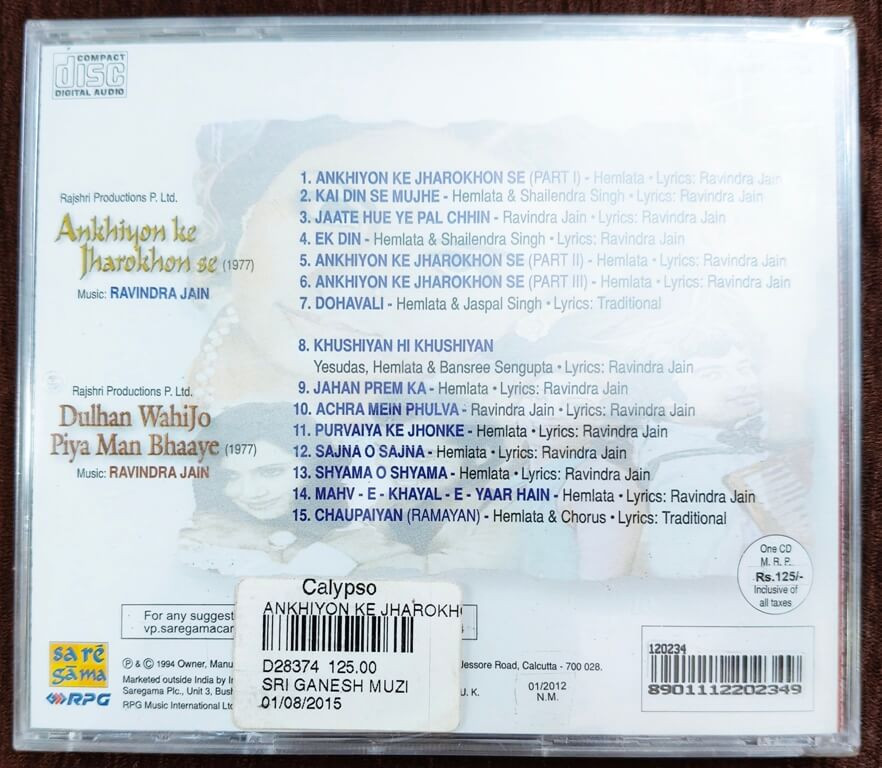 COMPACT
disc
DIGITAL AUDIO
Rajshri Productions P. Ltd.
Ankhiyon ke
Jharokhon se (1977)
Music: RAVINDRA JAIN
1. ANKHIYON KE JHAROKHON SE (PART I) - Hemlata • Lyrics: Ravindra Jain
2. KAI DIN SE MUJHE - Hemlata & Shailendra Singh • Lyrics: Ravindra Jain
3. JAATE HUE YE PAL CHHIN - Ravindra Jain • Lyrics: Ravindra Jain
4. EK DIN - Hemlata & Shailendra Singh • Lyrics: Ravindra Jain
5. ANKHIYON KE JHAROKHON SE (PART II) - Hemlata • Lyrics: Ravindra Jain
6. ANKHIYON KE JHAROKHON SE (PART III) - Hemlata • Lyrics: Ravindra Jain
7. DOHAVALI - Hemlata & Jaspal Singh • Lyrics: Traditional
Rajshri Productions P. Ltd.
Dulhan WahiJo
Piya Man Bhaaye (1977)
Music: RAVINDRA JAIN
8. KHUSHIYAN HI KHUSHIYAN
Yesudas, Hemlata & Bansree Sengupta • Lyrics: Ravindra Jain
9. JAHAN PREM KA - Hemlata • Lyrics: Ravindra Jain
10. ACHRA MEIN PHULVA - Ravindra Jain • Lyrics: Ravindra Jain
11. PURVAIYA KE JHONKE - Hemlata • Lyrics: Ravindra Jain
12. SAJNA O SAJNA - Hemlata • Lyrics: Ravindra Jain
13. SHYAMA O SHYAMA - Hemlata • Lyrics: Ravindra Jain
14. MAHV - E - KHAYAL - E - YAAR HAIN - Hemlata • Lyrics: Ravindra Jain
15. CHAUPAIYAN (RAMAYAN) - Hemlata & Chorus • Lyrics: Traditional
One CD
M. R. P.
Rs.125/-
Inclusive of
all taxes
For any suggest
vp.saregamacar
Calypso
ANKHIYON KE JHAROKH
D28374 125.00
SRI GANESH MUZI
01/08/2015
sa rē
gāma
RPG
℗ & © 1994 Owner, Manu
Jessore Road, Calcutta - 700 028.
Marketed outside India by
Saregama Plc., Unit 3, Bush
U. K.
RPG Music International Ltd
01/2012
N.M.
120234
8901112202349